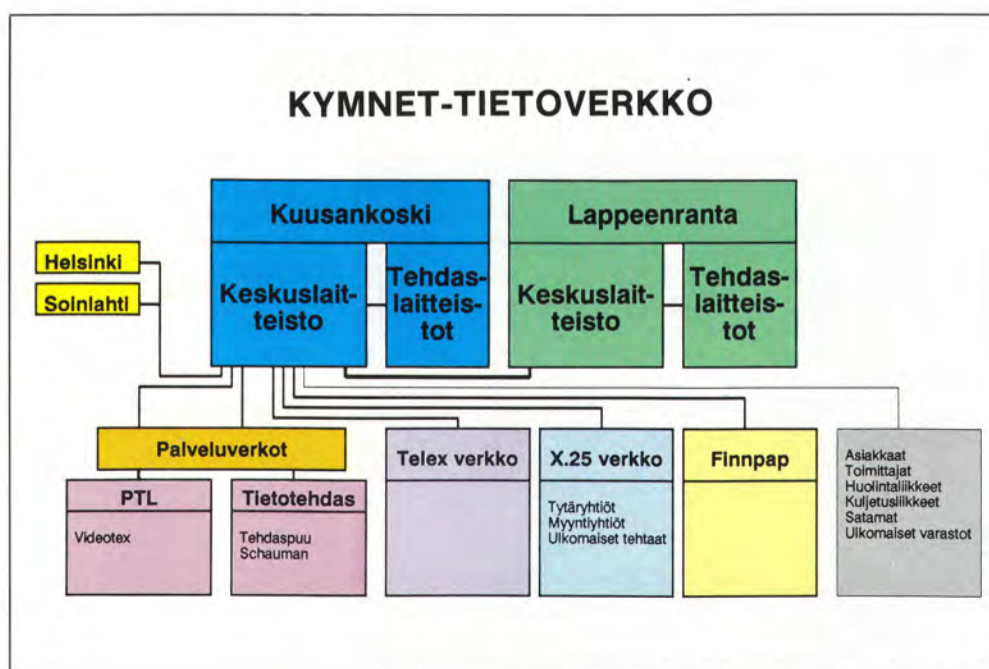 KYMNET-TIETOVERKKO
Kuusankoski
Lappeenranta
Helsinki
Solnlahti
Keskuslait-
teisto
Tehdas-
laitteis-
tot
Keskuslait-
teisto
Tehdas-
laitteis-
tot
Palveluverkot
PTL
Videotex
Tietotehdas
Tehdaspuu
Schauman
Telex verkko
X.25 verkko
Tytäryhtiöt
Myyntiyhtiöt
Ulkomaiset tehtaat
Finnpap
Asiakkaat
Toimittajat
Huolintaliikkeet
Kuljetusliikkeet
Satamat
Ulkomaiset varastot